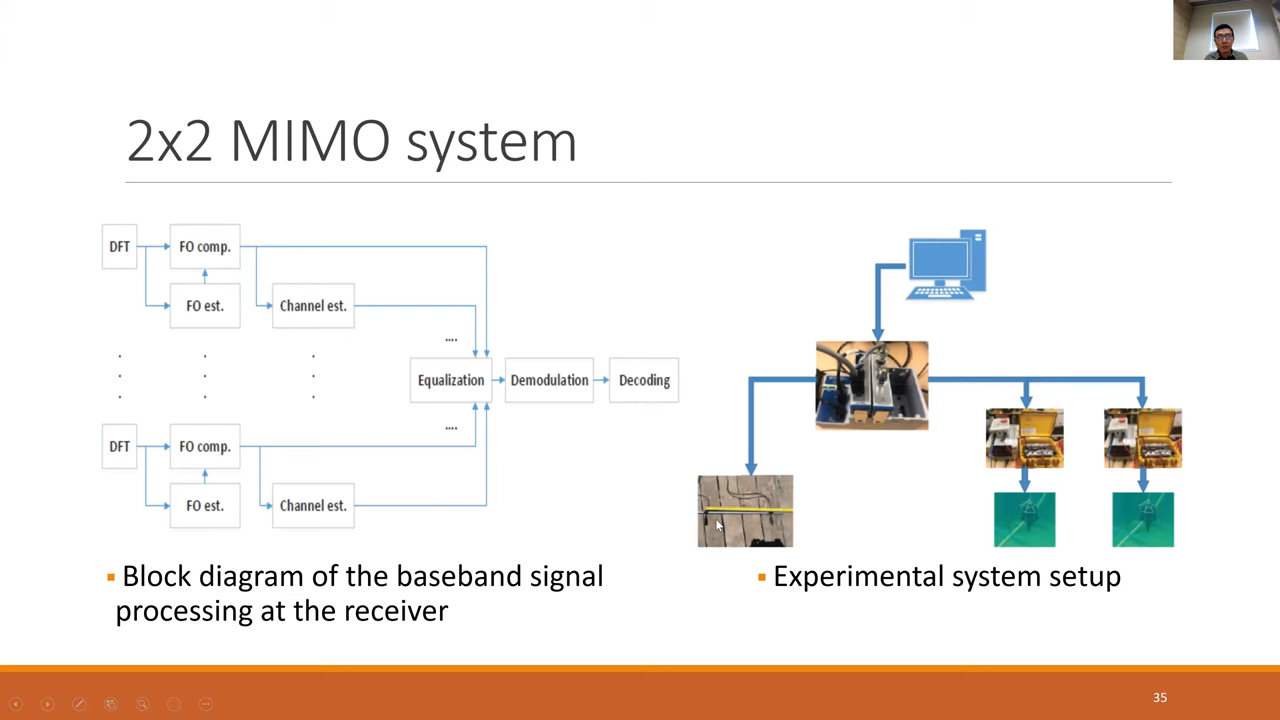 2x2 MIMO system
DFT
FO comp.
FO est.
Channel est.
....
Equalization
Demodulation
Decoding
....
DFT
FO comp.
FO est.
Channel est.
▪ Block diagram of the baseband signal
processing at the receiver
▪ Experimental system setup
35